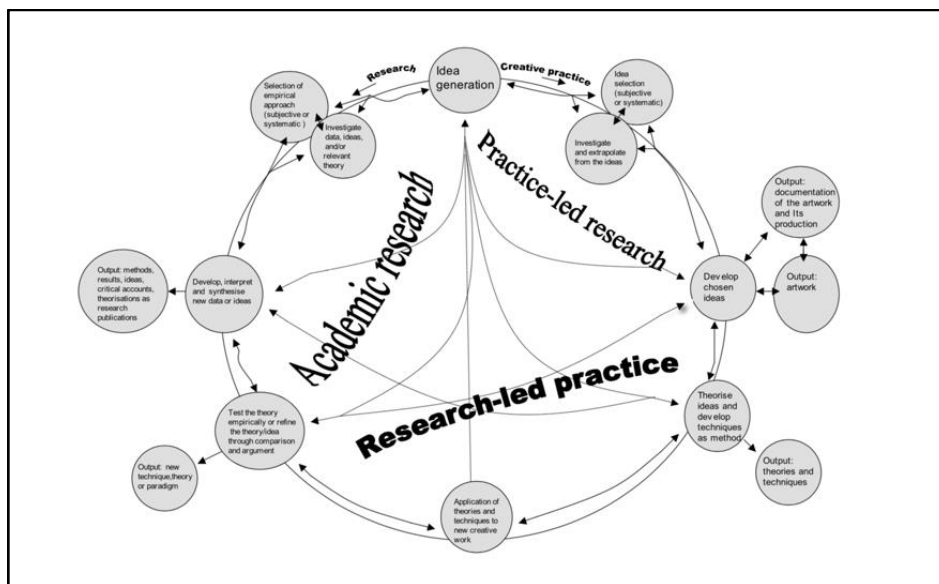 Research
Creative practice
Idea
generation
Selection of
empirical
approach
(subjective or
systematic )
Investigate
data, ideas,
and/or
relevant
theory
Idea
selection
(subjective
or systematic)
Investigate
and extrapolate
from the ideas
Academic research
Practice-led research
Output:
documentation
of the artwork
and Its
production
Output: methods,
results, ideas,
critical accounts,
theorisations as
research
publications
Develop, interpret
and synthesise
new data or ideas
Develop
chosen
ideas
Output:
artwork
Research-led practice
Test the theory
empirically or refine
the theory/idea
through comparison
and argument
Theorise
ideas and
develop
techniques
as method
Output: new
technique,theory
or paradigm
Output:
theories and
techniques
Application of
theories and
techniques to
new creative
work